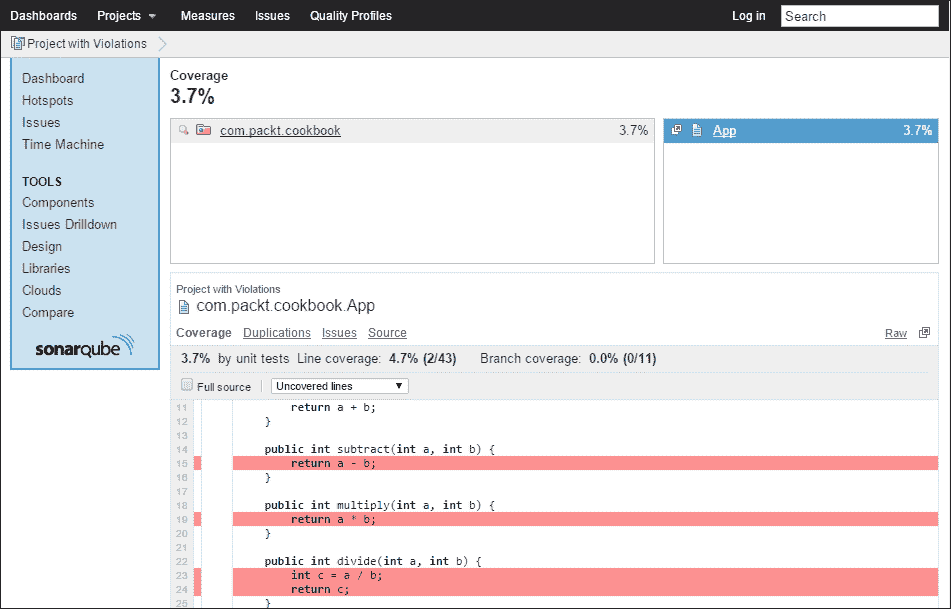 Dashboards Projects Measures Issues Quality Profiles Log in Search
Project with Violations
Dashboard
Hotspots
Issues
Time Machine
TOOLS
Components
Issues Drilldown
Design
Libraries
Clouds
Compare
sonarqube
Coverage
3.7%
com.packt.cookbook 3.7%
App 3.7%
Project with Violations
com.packt.cookbook.App
Coverage Duplications Issues Source Raw
3.7% by unit tests Line coverage: 4.7% (2/43) Branch coverage: 0.0% (0/11)
Full source Uncovered lines
11 return a + b;
12 }
13
14 public int subtract(int a, int b) {
15 return a - b;
16 }
17
18 public int multiply(int a, int b) {
19 return a * b;
20 }
21
22 public int divide(int a, int b) {
23 int c = a / b;
24 return c;
25 }